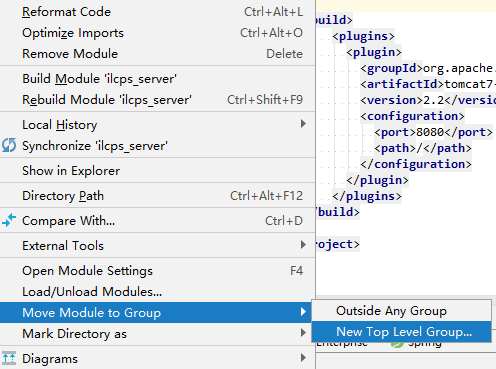 Reformat Code Ctrl+Alt+L
Optimize Imports Ctrl+Alt+O
Remove Module Delete
Build Module 'ilcps_server'
Rebuild Module 'ilcps_server' Ctrl+Shift+F9
Local History
Synchronize 'ilcps_server'
Show in Explorer
Directory Path Ctrl+Alt+F12
Compare With... Ctrl+D
External Tools
Open Module Settings F4
Load/Unload Modules...
Move Module to Group
Mark Directory as
Diagrams
build>
<plugins>
<plugin>
<groupId>org.apache.
<artifactId>tomcat7-
<version>2.2</versio
<configuration>
<port>8080</port>
<path>/</path>
</configuration>
</plugin>
</plugins>
/build>
roject>
Outside Any Group
New Top Level Group...
Enterprise
Spring